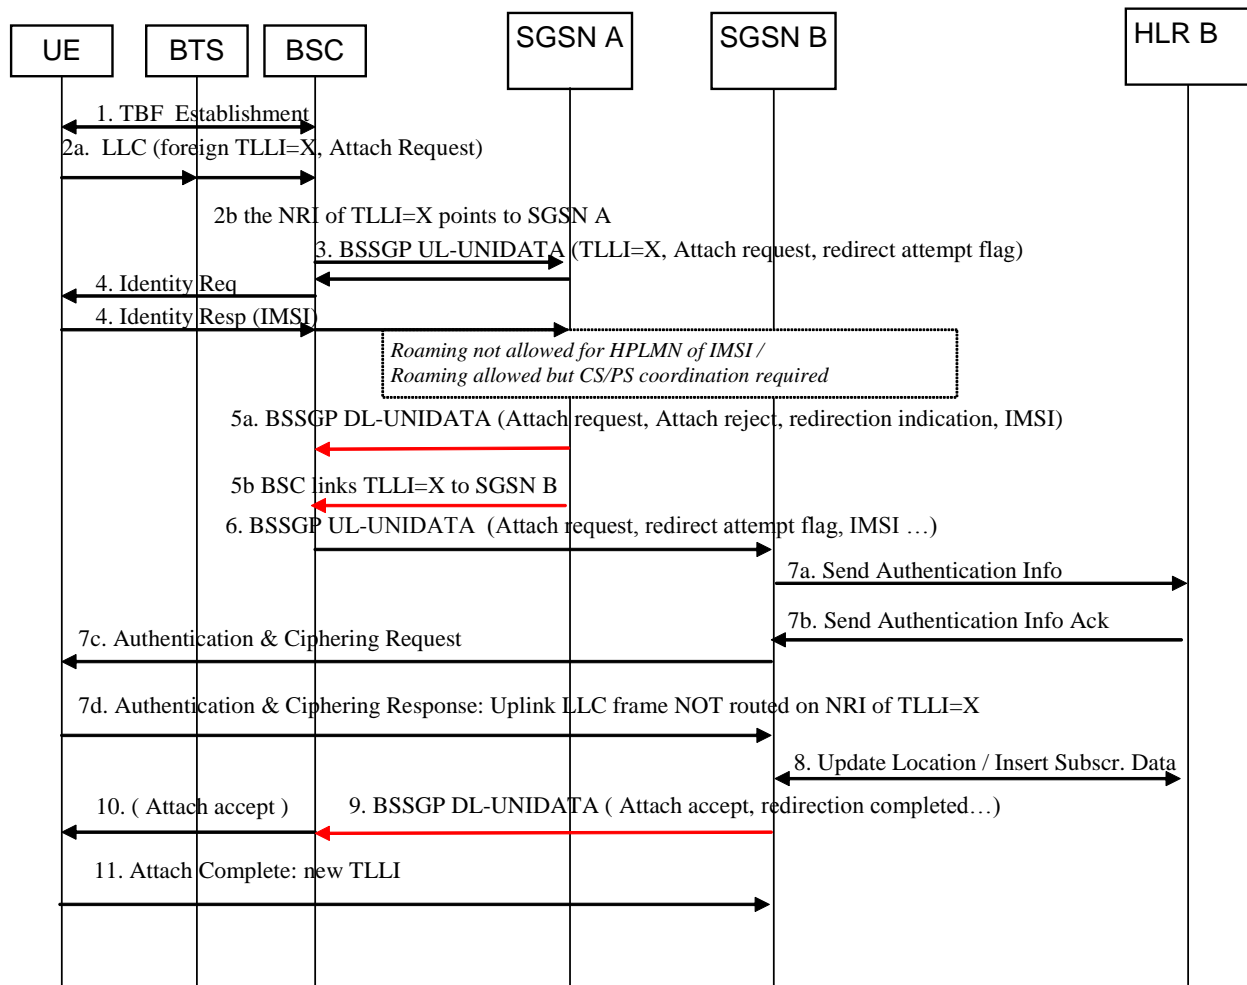 UE
BTS
BSC
SGSN A
SGSN B
HLR B
1. TBF Establishment
2a. LLC (foreign TLLI=X, Attach Request)
2b the NRI of TLLI=X points to SGSN A
3. BSSGP UL-UNIDATA (TLLI=X, Attach request, redirect attempt flag)
4. Identity Req
4. Identity Resp (IMSI)
Roaming not allowed for HPLMN of IMSI /
Roaming allowed but CS/PS coordination required
5a. BSSGP DL-UNIDATA (Attach request, Attach reject, redirection indication, IMSI)
5b BSC links TLLI=X to SGSN B
6. BSSGP UL-UNIDATA (Attach request, redirect attempt flag, IMSI …)
7a. Send Authentication Info
7b. Send Authentication Info Ack
7c. Authentication & Ciphering Request
7d. Authentication & Ciphering Response: Uplink LLC frame NOT routed on NRI of TLLI=X
8. Update Location / Insert Subscr. Data
10. ( Attach accept )
9. BSSGP DL-UNIDATA ( Attach accept, redirection completed…)
11. Attach Complete: new TLLI